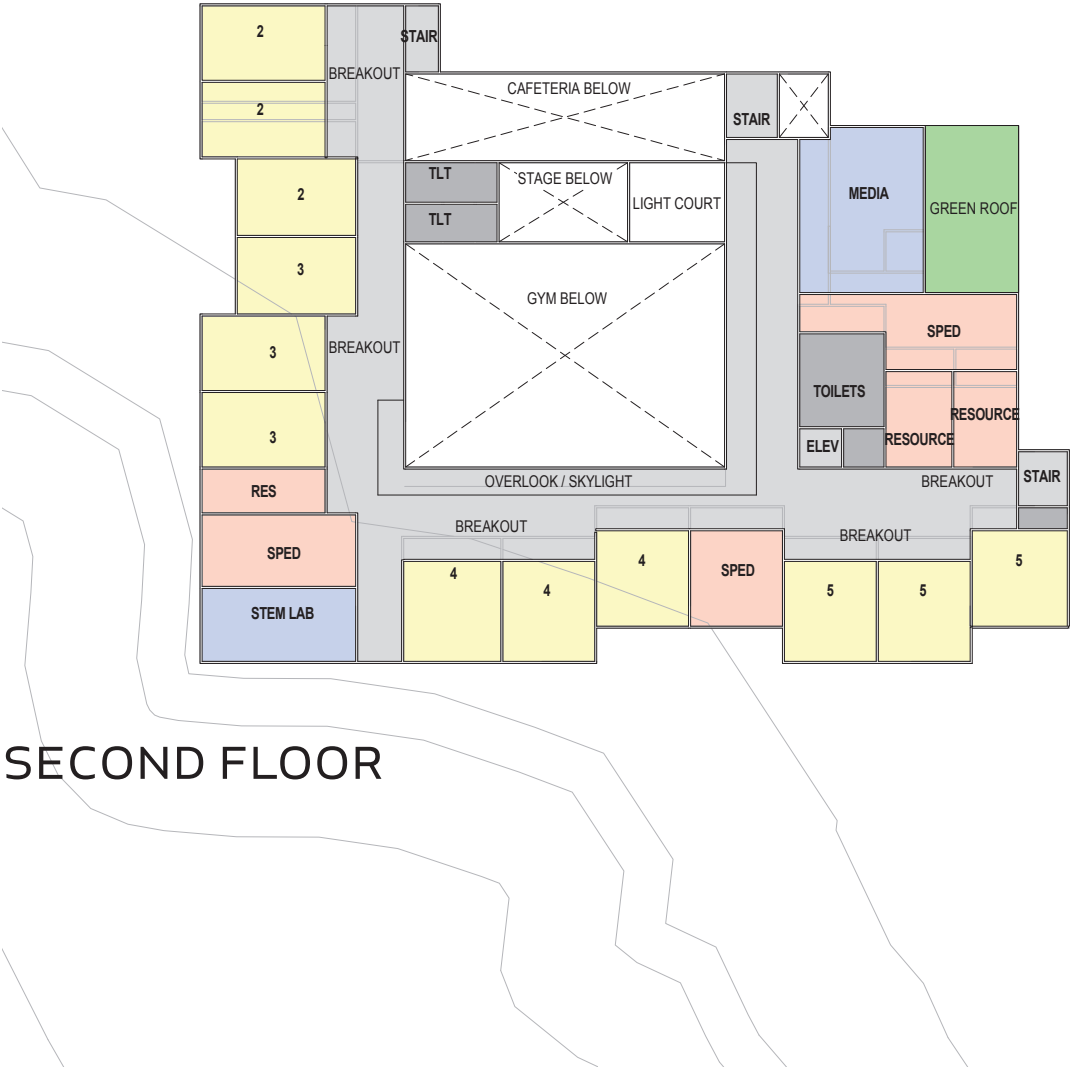 2
STAIR
BREAKOUT
CAFETERIA BELOW
2
STAIR
TLT
STAGE BELOW
MEDIA
2
LIGHT COURT
GREEN ROOF
TLT
3
GYM BELOW
SPED
3
BREAKOUT
TOILETS
RESOURCE
3
RESOURCE
ELEV
OVERLOOK / SKYLIGHT
BREAKOUT
STAIR
RES
BREAKOUT
BREAKOUT
SPED
4
4
4
SPED
5
5
5
STEM LAB
SECOND FLOOR